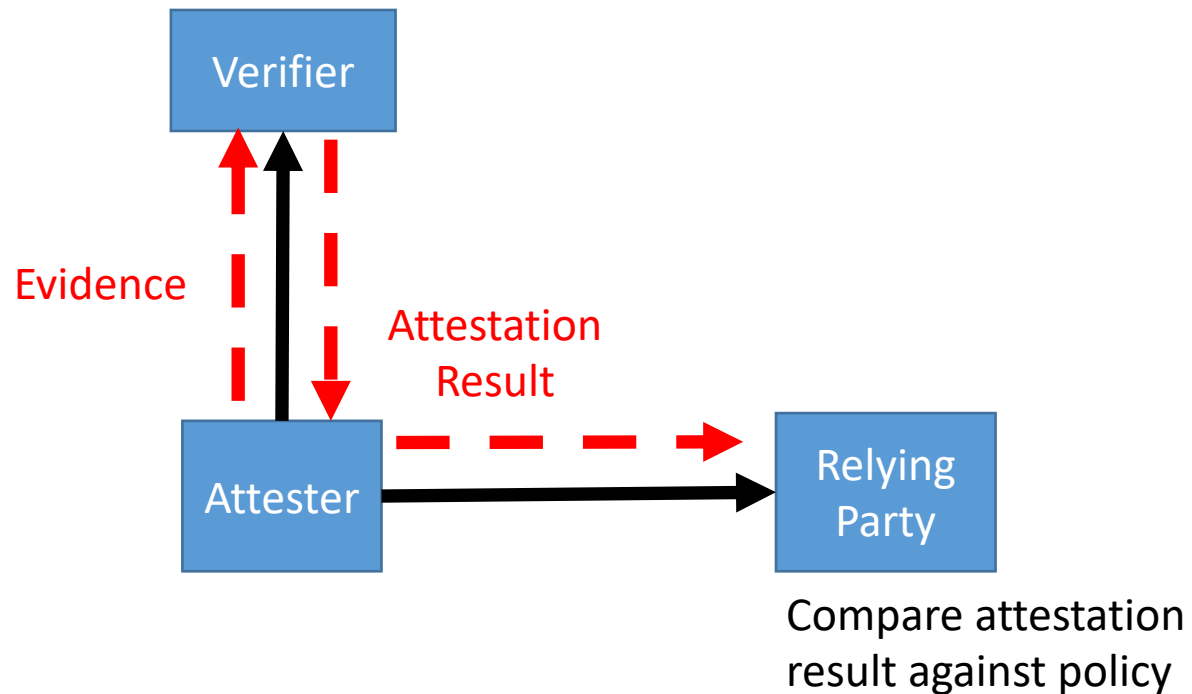 Verifier
Evidence
Attestation
Result
Attester
Relying
Party
Compare attestation
result against policy